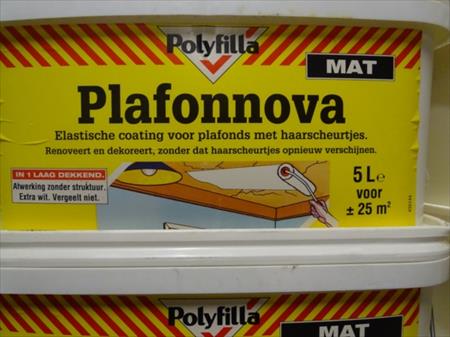 Polyfilla
MAT
Plafonnova
Elastische coating voor plafonds met haarscheurtjes.
Renoveert en dekoreert, zonder dat haarscheurtjes opnieuw verschijnen.
IN 1 LAAG DEKKEND.
Afwerking zonder struktuur.
Extra wit. Vergeelt niet.
5 L e
voor
± 25 m²
Polyfilla
MAT